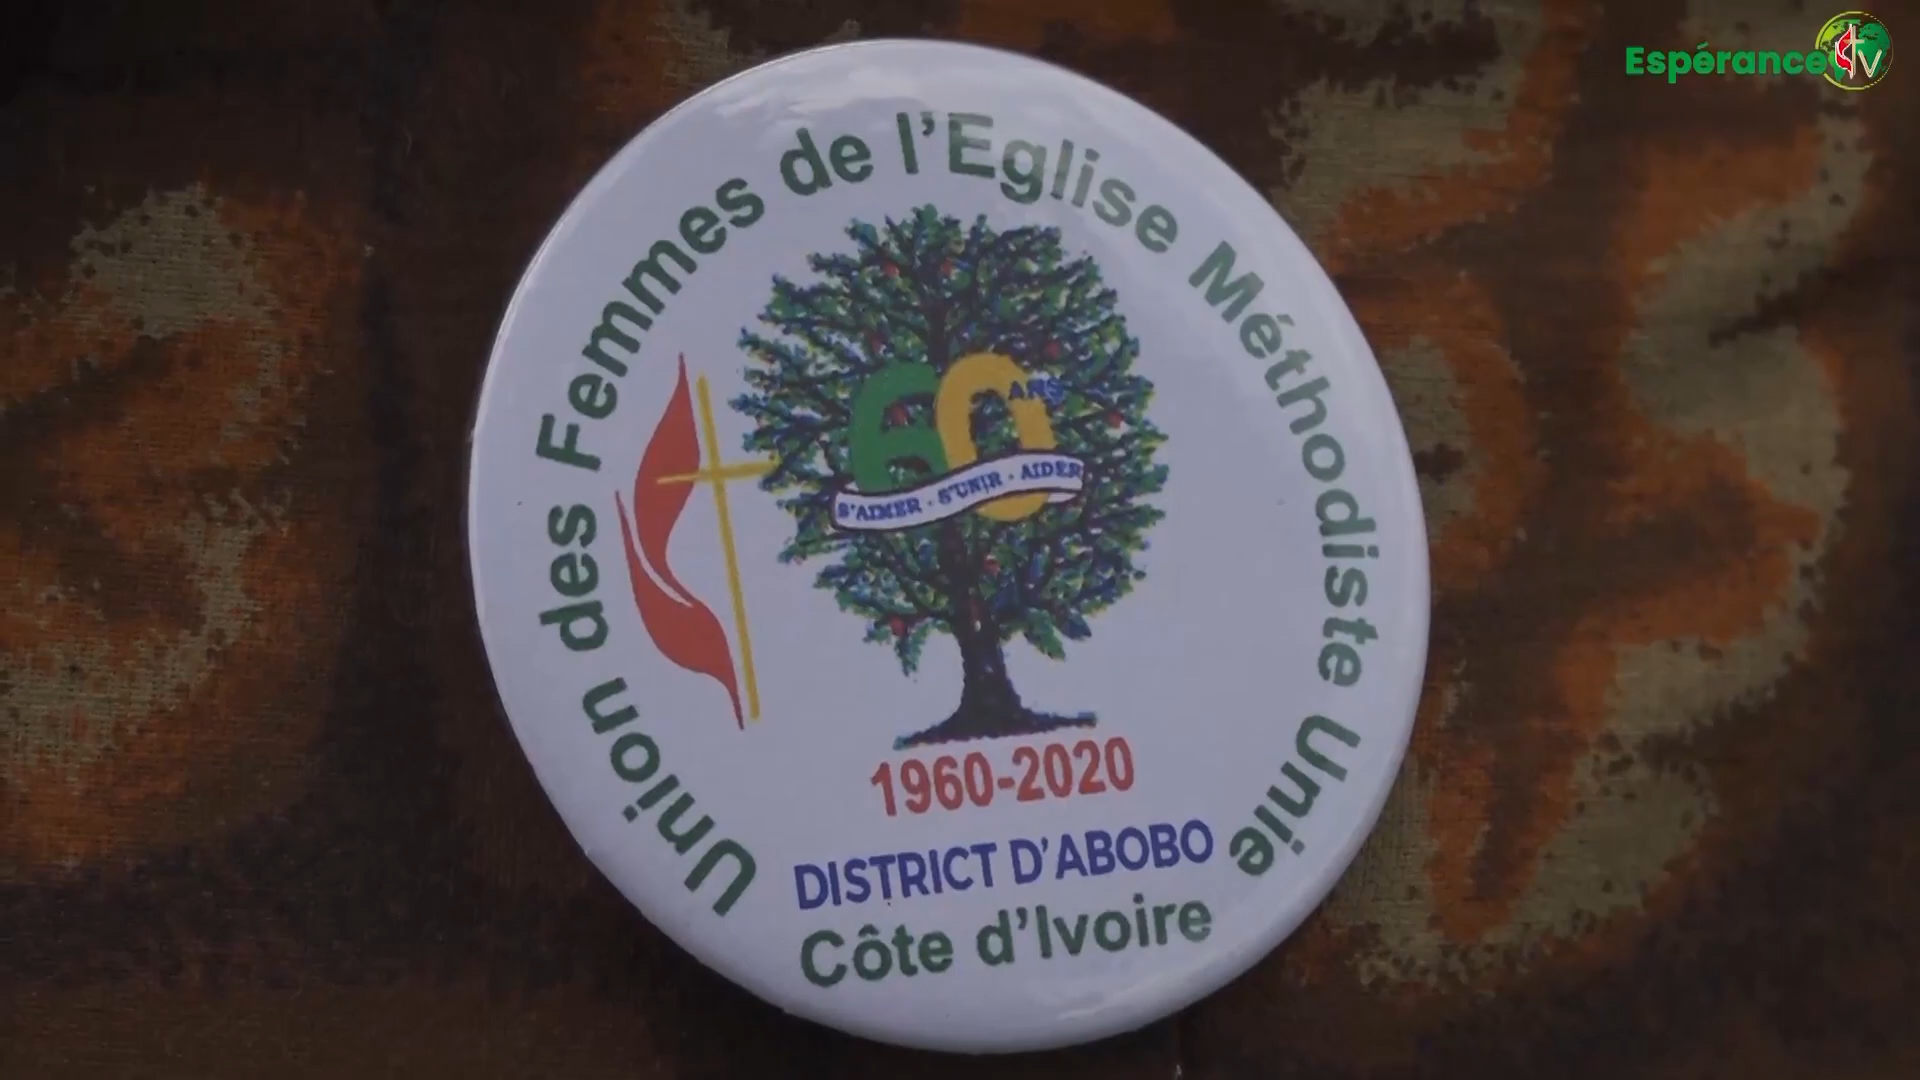 Espérance TV
Union des Femmes de l'Eglise Méthodiste Unie
60
ANS
S'AIMER - S'UNIR - AIDER
1960-2020
DISTRICT D'ABOBO
Côte d'Ivoire